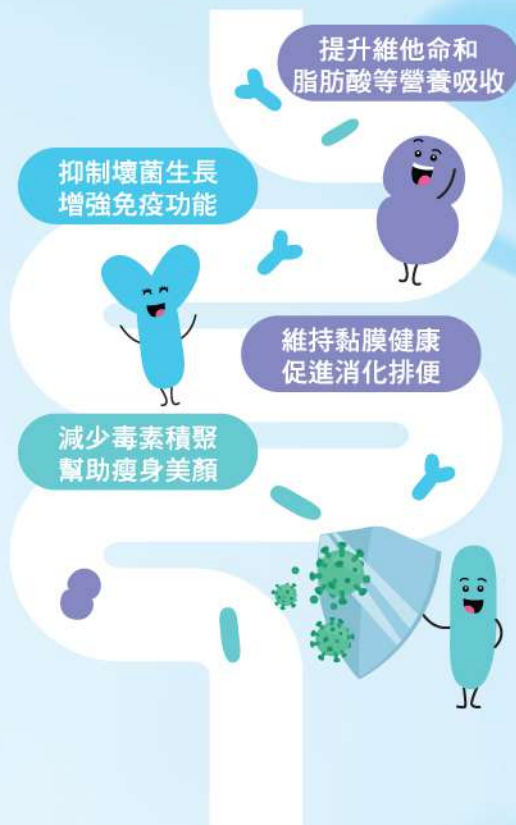 提升維他命和
脂肪酸等營養吸收
抑制壞菌生長
增強免疫功能
維持黏膜健康
促進消化排便
減少毒素積聚
幫助瘦身美顏